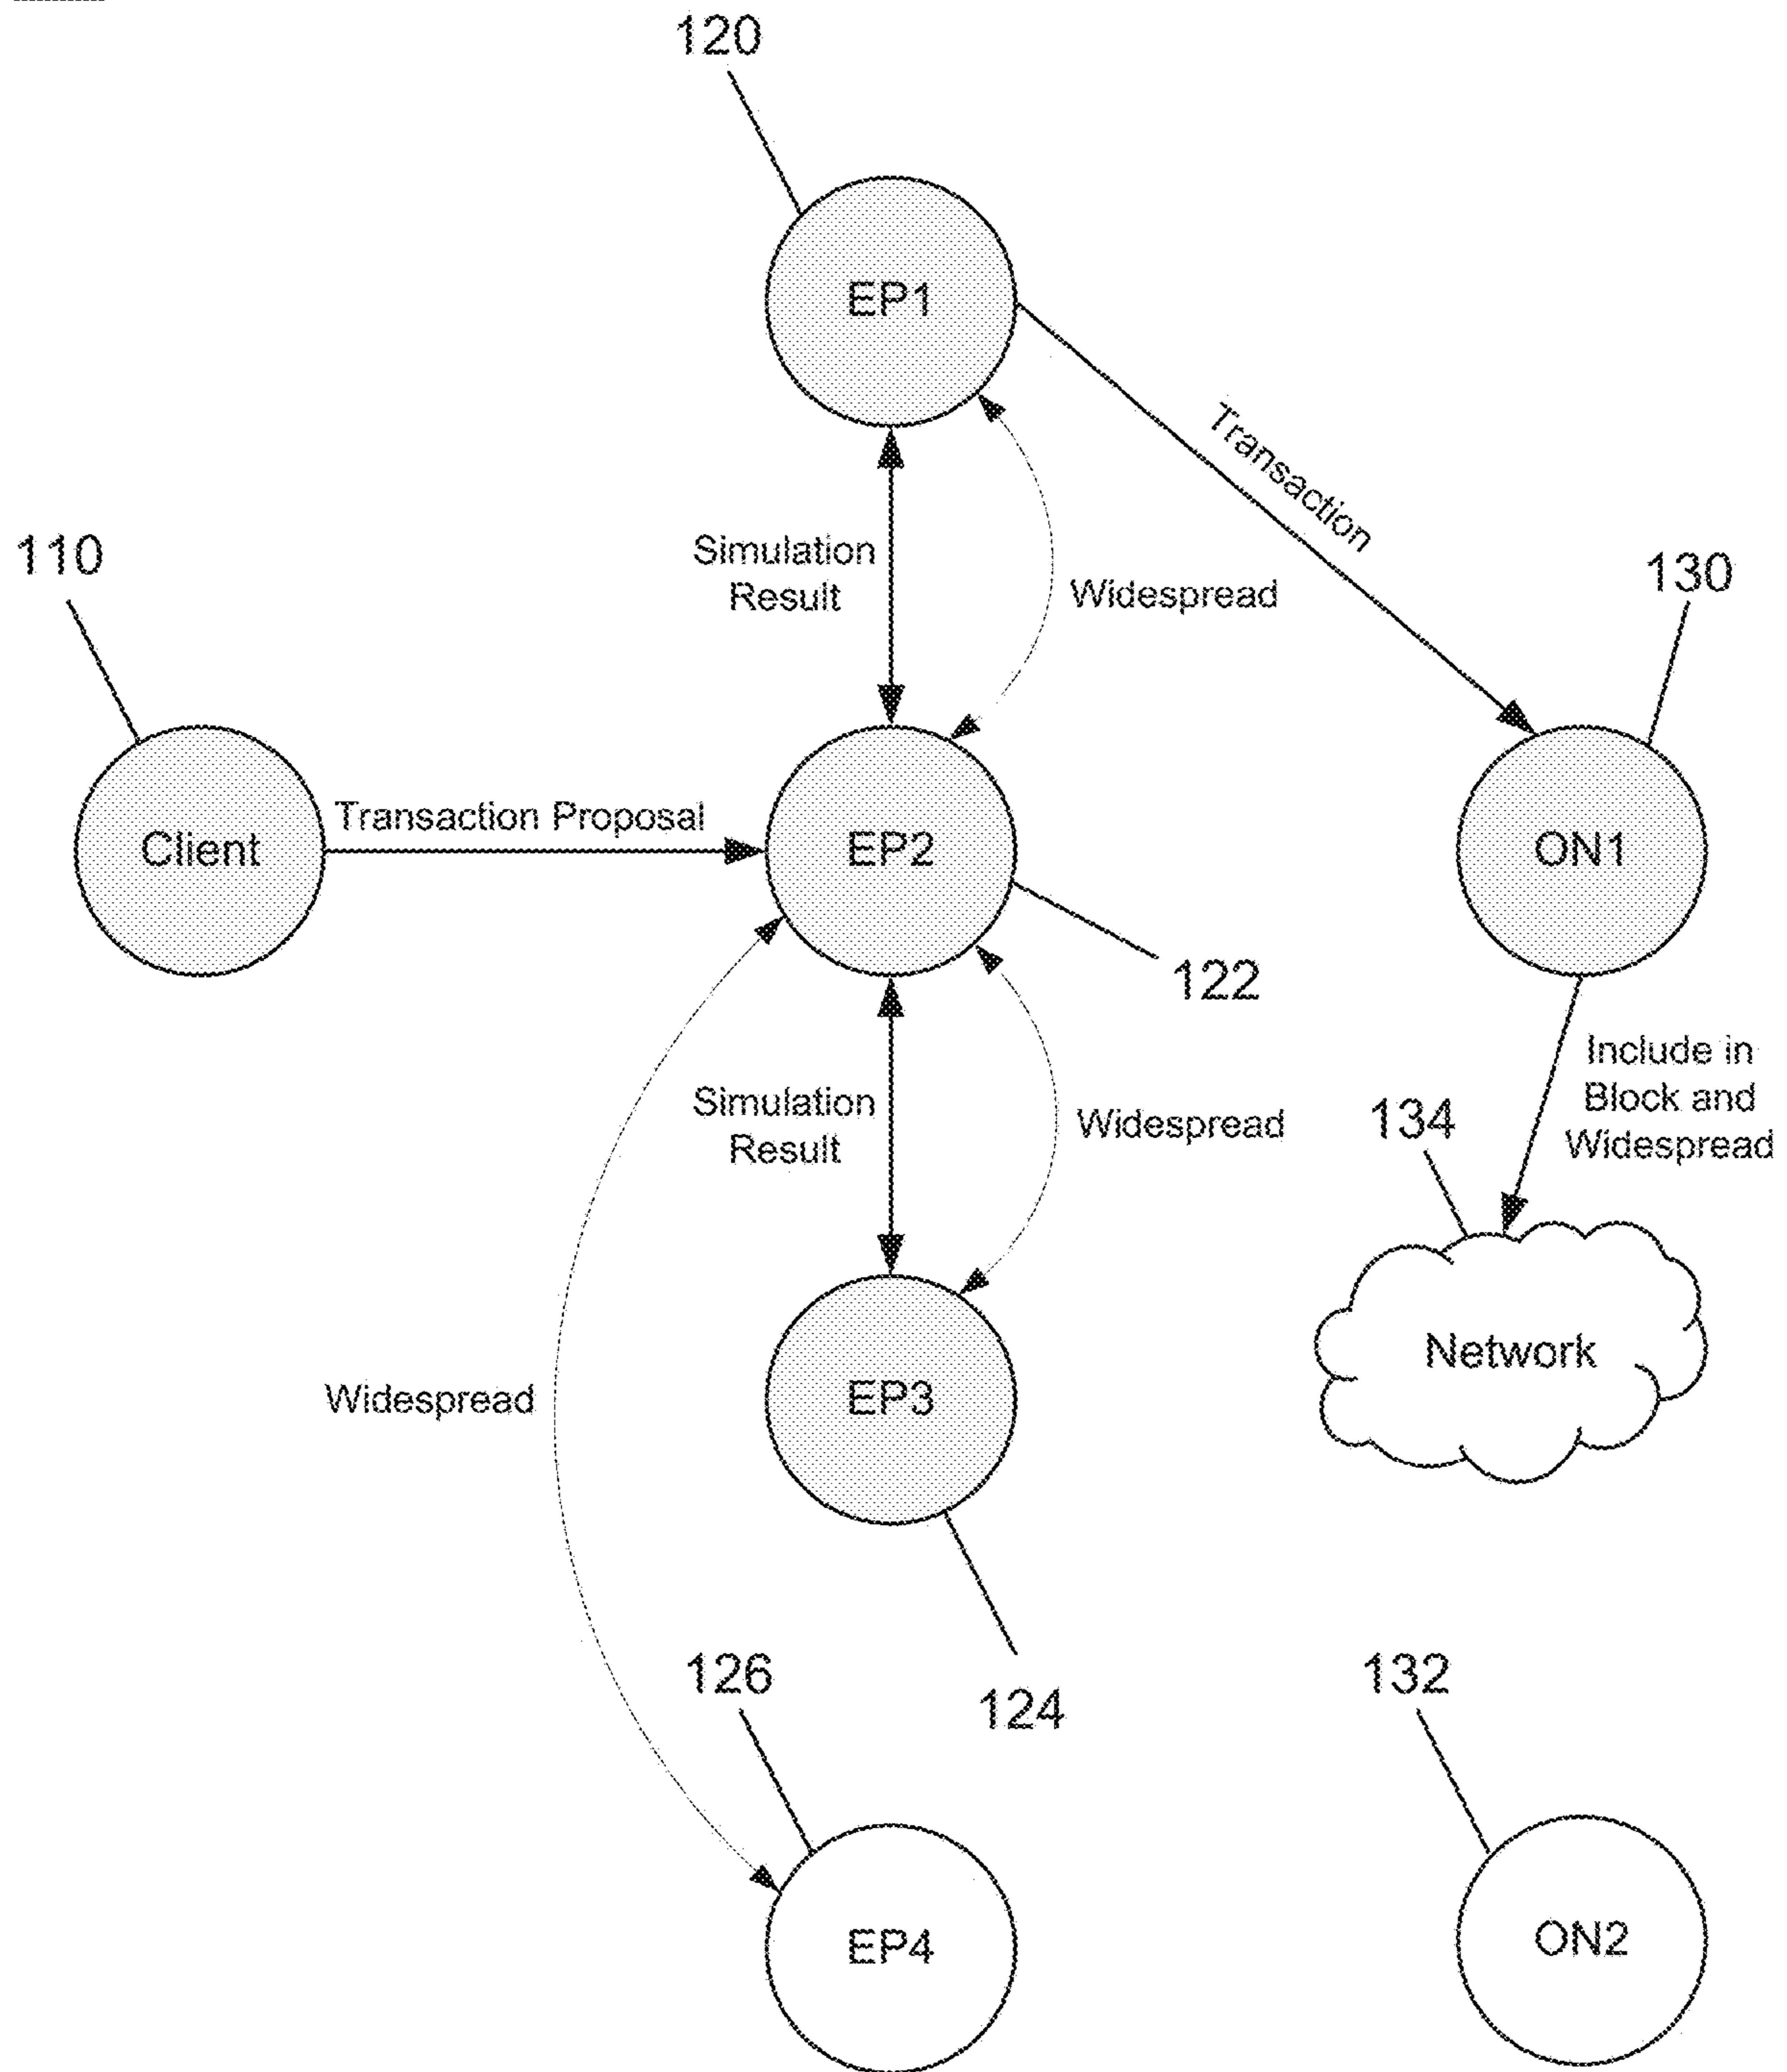 120
EP1
Transaction
110
Simulation
Result
Widespread
130
Client
Transaction Proposal
EP2
ON1
122
Include in
Block and
Widespread
134
Simulation
Result
Widespread
Network
Widespread
EP3
126
124
132
EP4
ON2